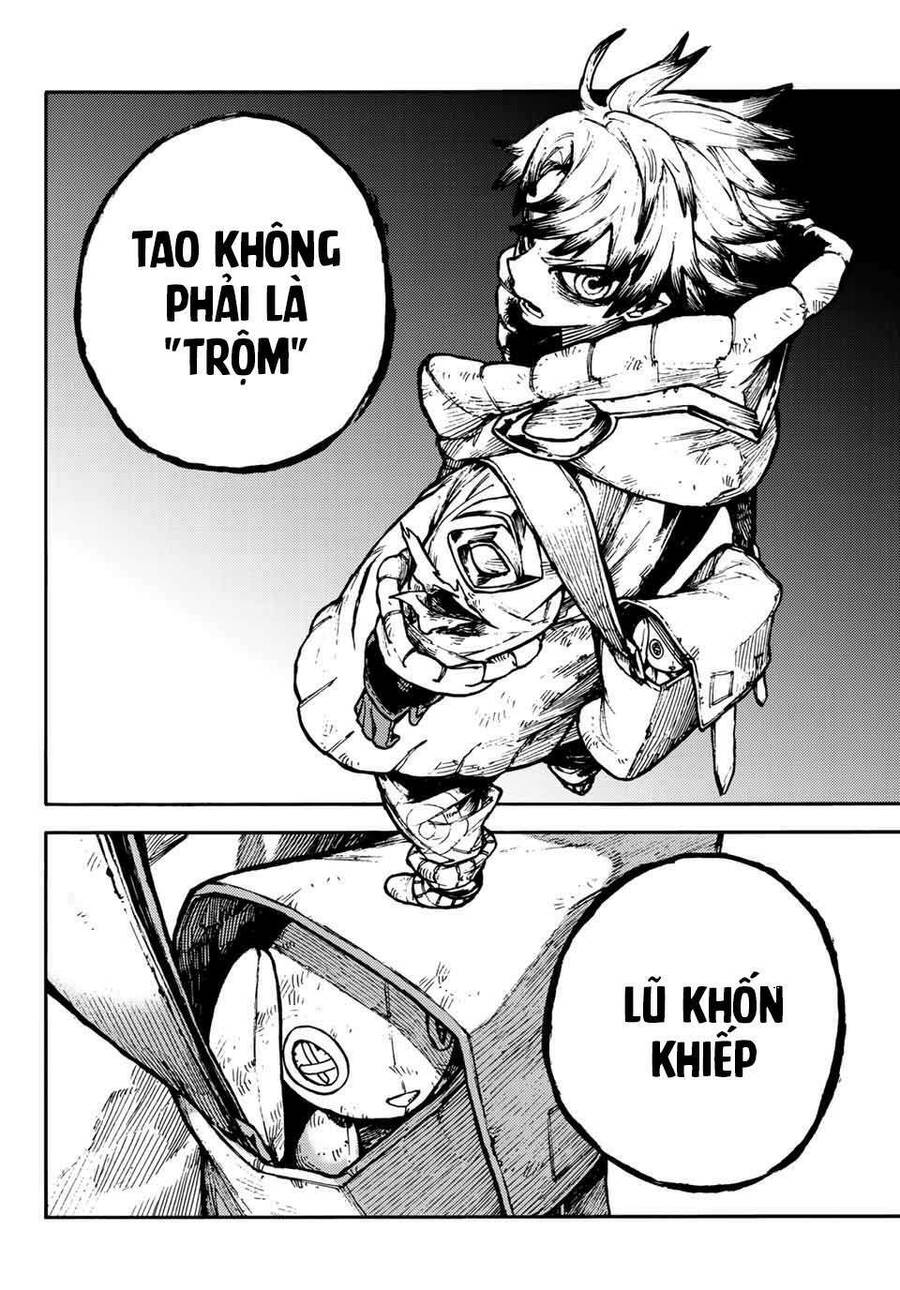 TAO KHÔNG
PHẢI LÀ
"TRỘM"
LŨ KHỐN
KHIẾP